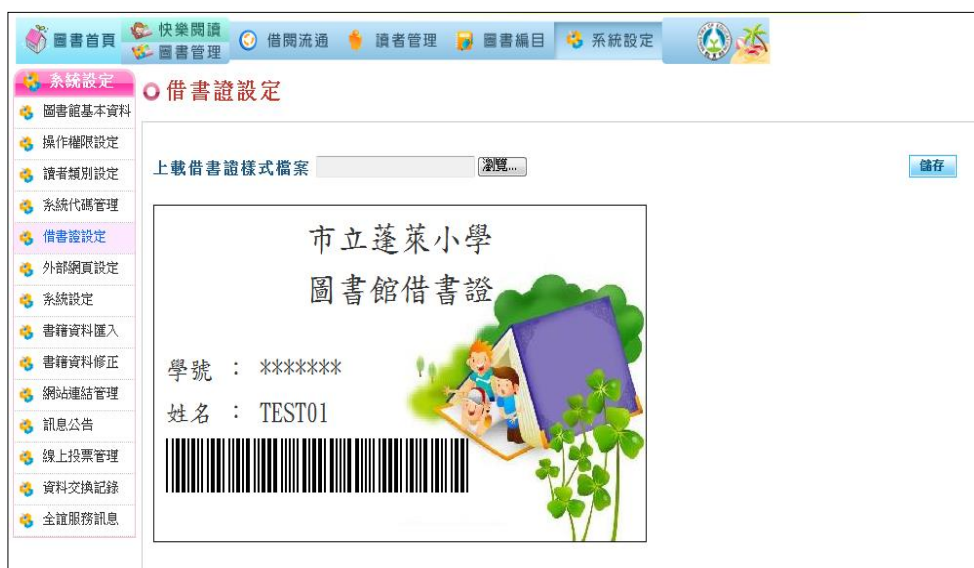 圖書首頁
快樂閱讀
圖書管理
借閱流通
讀者管理
圖書編目
系統設定
系統設定
圖書館基本資料
操作權限設定
讀者類別設定
系統代碼管理
借書證設定
外部網頁設定
系統設定
書籍資料匯入
書籍資料修正
網站連結管理
訊息公告
線上投票管理
資料交換記錄
全誼服務訊息
借書證設定
上載借書證樣式檔案 瀏覽... 儲存
市立蓬萊小學
圖書館借書證
學號 : *******
姓名 : TEST01